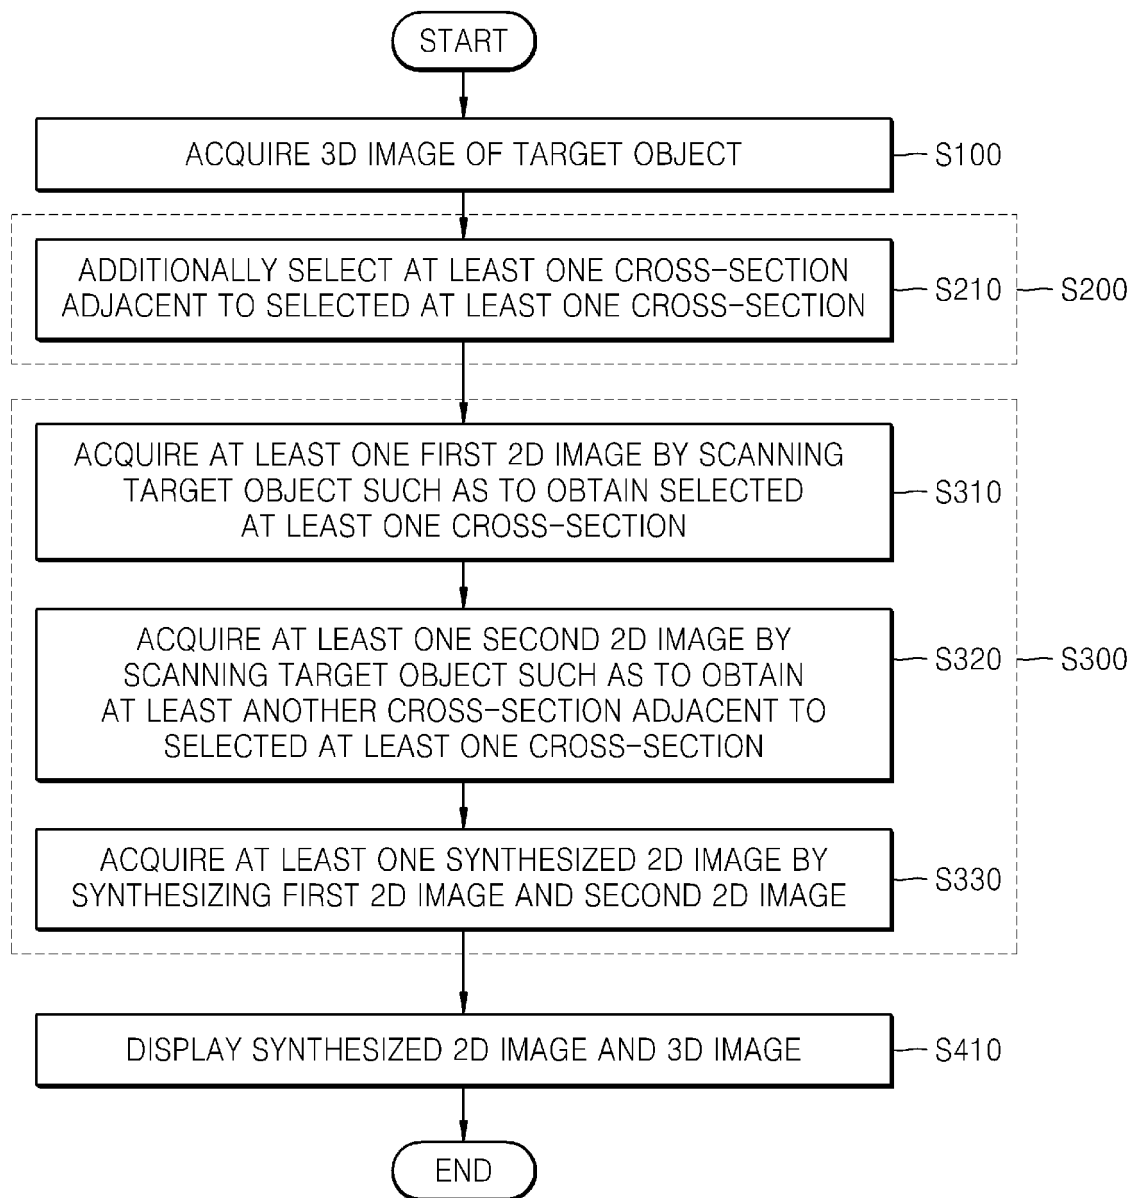 START
ACQUIRE 3D IMAGE OF TARGET OBJECT
S100
ADDITIONALLY SELECT AT LEAST ONE CROSS-SECTION
ADJACENT TO SELECTED AT LEAST ONE CROSS-SECTION
S210
S200
ACQUIRE AT LEAST ONE FIRST 2D IMAGE BY SCANNING
TARGET OBJECT SUCH AS TO OBTAIN SELECTED
AT LEAST ONE CROSS-SECTION
S310
ACQUIRE AT LEAST ONE SECOND 2D IMAGE BY
SCANNING TARGET OBJECT SUCH AS TO OBTAIN
AT LEAST ANOTHER CROSS-SECTION ADJACENT TO
SELECTED AT LEAST ONE CROSS-SECTION
S320
S300
ACQUIRE AT LEAST ONE SYNTHESIZED 2D IMAGE BY
SYNTHESIZING FIRST 2D IMAGE AND SECOND 2D IMAGE
S330
DISPLAY SYNTHESIZED 2D IMAGE AND 3D IMAGE
S410
END